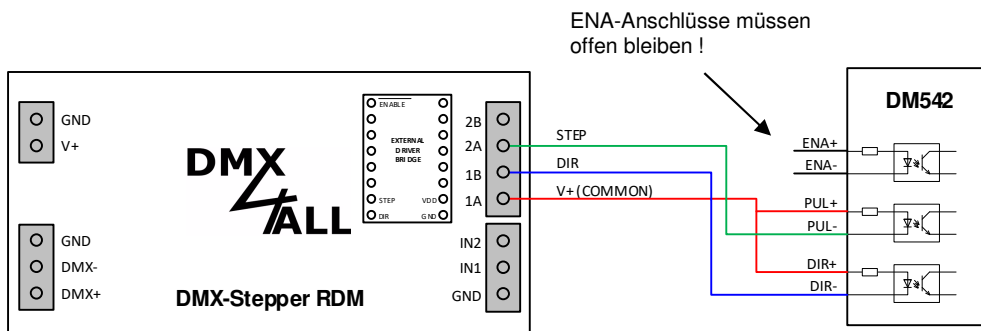 ENA-Anschlüsse müssen
offen bleiben !
GND
V+
GND
DMX-
DMX+
DMX
4
ALL
DMX-Stepper RDM
ENABLE
EXTERNAL
DRIVER
BRIDGE
STEP
VDD
DIR
GND
2B
2A
1B
1A
IN2
IN1
GND
STEP
DIR
V+ (COMMON)
DM542
ENA+
ENA-
PUL+
PUL-
DIR+
DIR-